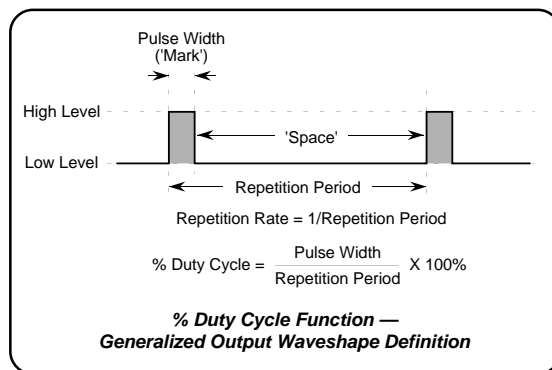 Pulse Width
('Mark')
High Level
'Space'
Low Level
Repetition Period
Repetition Rate = 1/Repetition Period
% Duty Cycle = Pulse Width / Repetition Period X 100%
% Duty Cycle Function —
Generalized Output Waveshape Definition